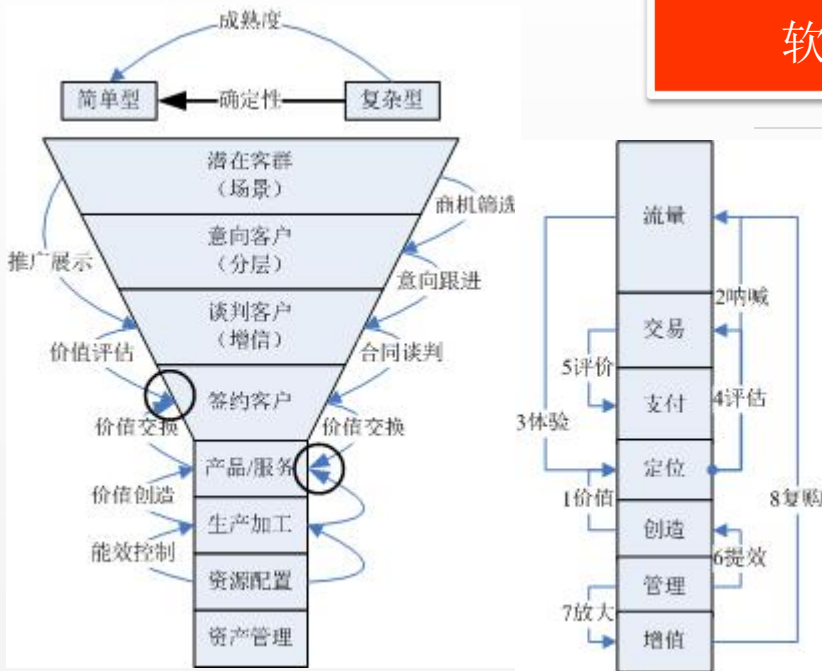 软
成熟度
简单型
确定性
复杂型
潜在客群
（场景）
商机筛选
意向客户
（分层）
推广展示
意向跟进
谈判客户
（增信）
价值评估
合同谈判
签约客户
价值交换
价值交换
产品/服务
价值创造
生产加工
能效控制
资源配置
资产管理
流量
2呐喊
交易
5评价
支付
4评估
3体验
定位
1价值
8复购
创造
6提效
管理
7放大
增值